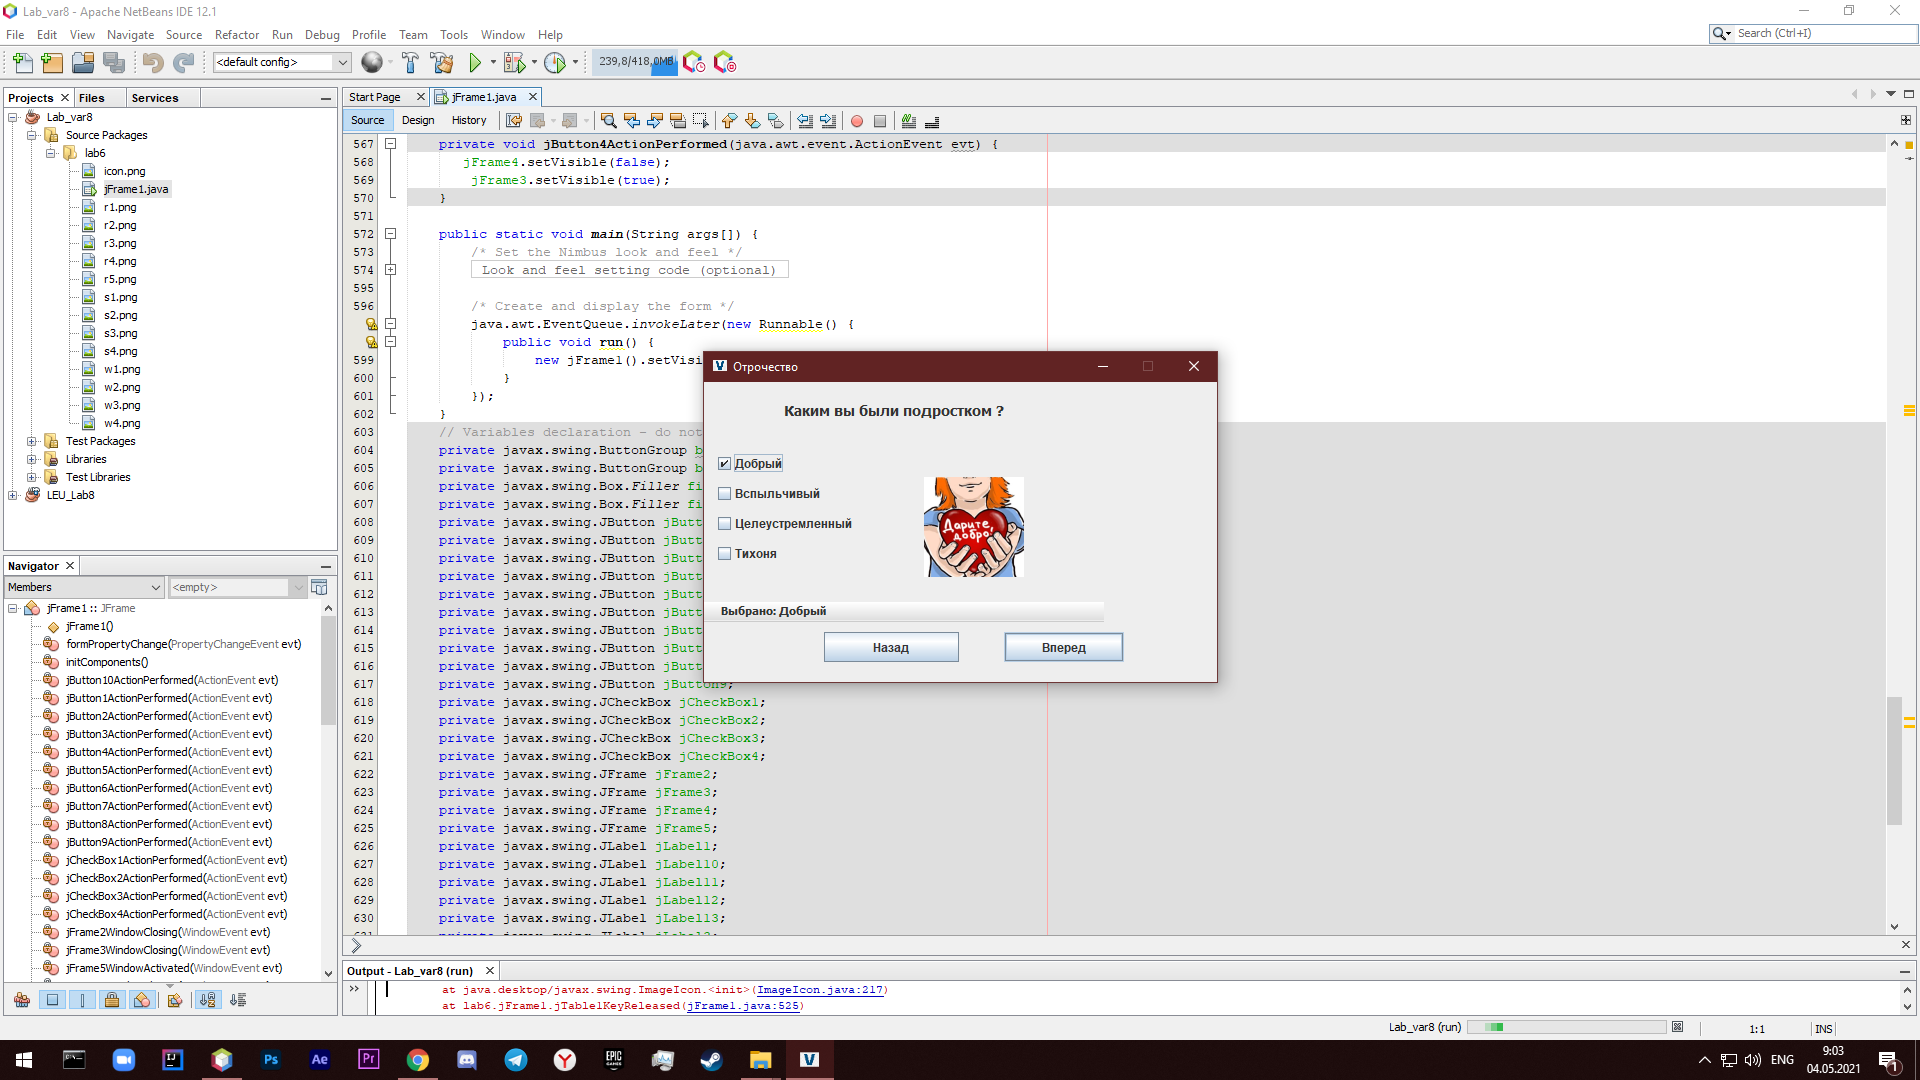 Lab_var8 - Apache NetBeans IDE 12.1
File Edit View Navigate Source Refactor Run Debug Profile Team Tools Window Help
Search (Ctrl+I)
<default config>
239,8/418,0MB
Projects Files Services
Lab_var8
Source Packages
lab6
icon.png
jFrame1.java
r1.png
r2.png
r3.png
r4.png
r5.png
s1.png
s2.png
s3.png
s4.png
w1.png
w2.png
w3.png
w4.png
Test Packages
Libraries
Test Libraries
LEU_Lab8
Navigator
Members
<empty>
jFrame1 :: JFrame
jFrame1()
formPropertyChange(PropertyChangeEvent evt)
initComponents()
jButton10ActionPerformed(ActionEvent evt)
jButton1ActionPerformed(ActionEvent evt)
jButton2ActionPerformed(ActionEvent evt)
jButton3ActionPerformed(ActionEvent evt)
jButton4ActionPerformed(ActionEvent evt)
jButton5ActionPerformed(ActionEvent evt)
jButton6ActionPerformed(ActionEvent evt)
jButton7ActionPerformed(ActionEvent evt)
jButton8ActionPerformed(ActionEvent evt)
jButton9ActionPerformed(ActionEvent evt)
jCheckBox1ActionPerformed(ActionEvent evt)
jCheckBox2ActionPerformed(ActionEvent evt)
jCheckBox3ActionPerformed(ActionEvent evt)
jCheckBox4ActionPerformed(ActionEvent evt)
jFrame2WindowClosing(WindowEvent evt)
jFrame3WindowClosing(WindowEvent evt)
jFrame5WindowActivated(WindowEvent evt)
Start Page jFrame1.java
Source Design History
567 private void jButton4ActionPerformed(java.awt.event.ActionEvent evt) {
568 jFrame4.setVisible(false);
569 jFrame3.setVisible(true);
570 }
571
572 public static void main(String args[]) {
573 /* Set the Nimbus look and feel */
574 Look and feel setting code (optional)
595
596 /* Create and display the form */
java.awt.EventQueue.invokeLater(new Runnable() {
public void run() {
599 new jFrame1().setVisi
600 }
601 });
602 }
603 // Variables declaration - do not
604 private javax.swing.ButtonGroup b
605 private javax.swing.ButtonGroup b
606 private javax.swing.Box.Filler fi
607 private javax.swing.Box.Filler fi
608 private javax.swing.JButton jButt
609 private javax.swing.JButton jButt
610 private javax.swing.JButton jButt
611 private javax.swing.JButton jButt
612 private javax.swing.JButton jButt
613 private javax.swing.JButton jButt
614 private javax.swing.JButton jButt
615 private javax.swing.JButton jButt
616 private javax.swing.JButton jButt
617 private javax.swing.JButton jButton9;
618 private javax.swing.JCheckBox jCheckBox1;
619 private javax.swing.JCheckBox jCheckBox2;
620 private javax.swing.JCheckBox jCheckBox3;
621 private javax.swing.JCheckBox jCheckBox4;
622 private javax.swing.JFrame jFrame2;
623 private javax.swing.JFrame jFrame3;
624 private javax.swing.JFrame jFrame4;
625 private javax.swing.JFrame jFrame5;
626 private javax.swing.JLabel jLabel1;
627 private javax.swing.JLabel jLabel10;
628 private javax.swing.JLabel jLabel11;
629 private javax.swing.JLabel jLabel12;
630 private javax.swing.JLabel jLabel13;
Отрочество
Каким вы были подростком ?
Добрый
Вспыльчивый
Целеустремленный
Тихоня
Дарите
добро!
Выбрано: Добрый
Назад Вперед
Output - Lab_var8 (run)
at java.desktop/javax.swing.ImageIcon.<init>(ImageIcon.java:217)
at lab6.jFrame1.jTable1KeyReleased(jFrame1.java:525)
Lab_var8 (run)
1:1 INS
Ps Ae Pr
EPIC
GAMES
ENG
9:03
04.05.2021
1